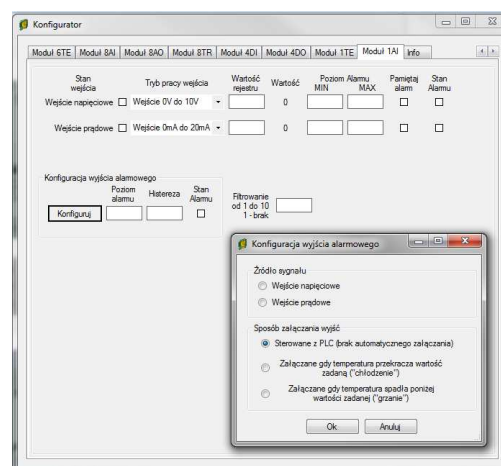 Konfigurator
Moduł 6TE Moduł 8AI Moduł 8AO Moduł 8TR Moduł 4DI Moduł 4DO Moduł 1TE Moduł 1AI Info
Stan wejścia
Tryb pracy wejścia
Wartość rejestru
Wartość
Poziom Alarmu
MIN MAX
Pamiętaj alarm
Stan Alarmu
Wejście napięciowe Wejście 0V do 10V 0
Wejście prądowe Wejście 0mA do 20mA 0
Konfiguracja wyjścia alarmowego
Poziom alarmu
Histereza
Stan Alarmu
Konfiguruj
Filtrowanie
od 1 do 10
1 - brak
Konfiguracja wyjścia alarmowego
Źródło sygnału
Wejście napięciowe
Wejście prądowe
Sposób załączania wyjść
Sterowane z PLC (brak automatycznego załączania)
Załączane gdy temperatura przekracza wartość
zadaną ("chłodzenie")
Załączane gdy temperatura spadła poniżej
wartości zadanej ("grzanie")
Ok Anuluj